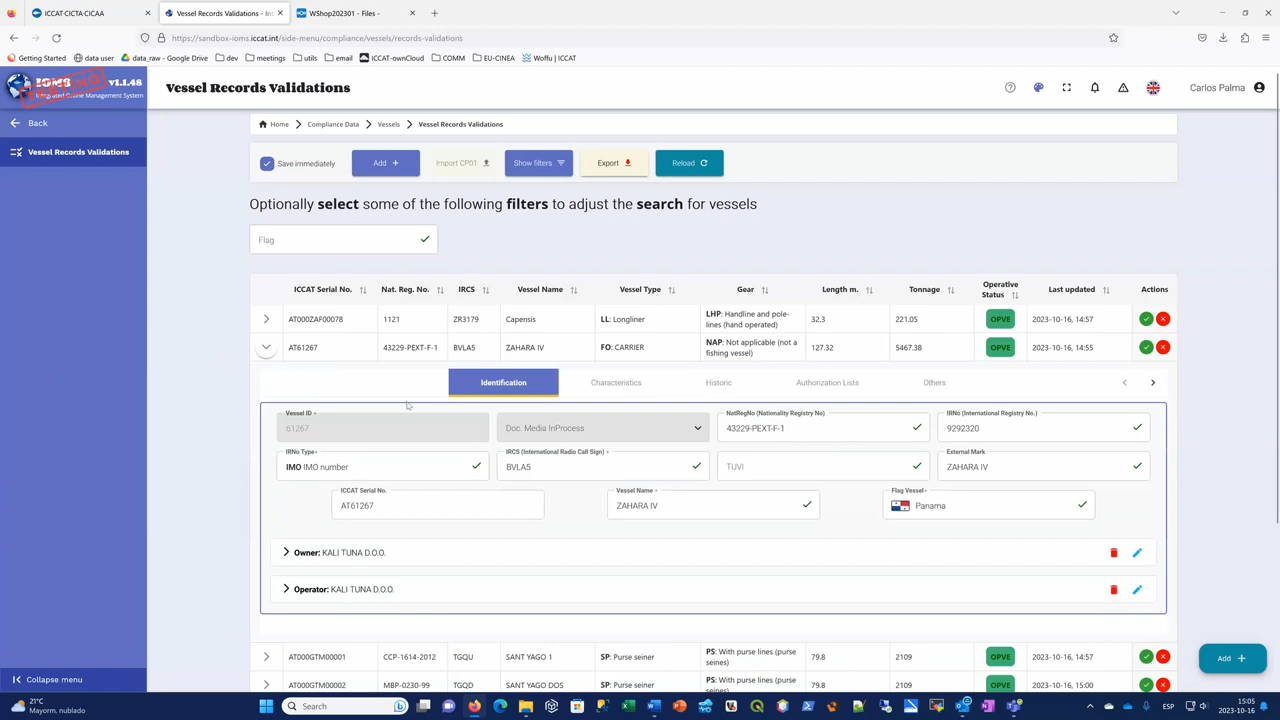 ICCAT·CICTA·CICAA
Vessel Records Validations - Int
WShop202301 - Files -
https://sandbox-ioms.iccat.int/side-menu/compliance/vessels/records-validations
Getting Started
data user
data_raw - Google Drive
dev
meetings
utils
email
ICCAT-ownCloud
COMM
EU-CINEA
Woffu | ICCAT
IOMS v1.1.48
Integrated Online Management System
Vessel Records Validations
Carlos Palma
Back
Vessel Records Validations
Home
Compliance Data
Vessels
Vessel Records Validations
Save immediately
Add +
Import CP01
Show filters
Export
Reload
Optionally select some of the following filters to adjust the search for vessels
Flag
ICCAT Serial No. Nat. Reg. No. IRCS Vessel Name Vessel Type Gear Length m. Tonnage Operative Status Last updated Actions
AT000ZAF00078 1121 ZR3179 Capensis LL: Longliner LHP: Handline and pole-lines (hand operated) 32.3 221.05 OPVE 2023-10-16, 14:57
AT61267 43229-PEXT-F-1 BVLA5 ZAHARA IV FO: CARRIER NAP: Not applicable (not a fishing vessel) 127.32 5467.38 OPVE 2023-10-16, 14:55
Identification
Characteristics
Historic
Authorization Lists
Others
Vessel ID *
61267
Doc. Media InProcess
NatRegNo (Nationality Registry No)
43229-PEXT-F-1
IRNo (International Registry No.)
9292320
IRNo Type *
IMO IMO number
IRCS (International Radio Call Sign) *
BVLA5
TUVI
External Mark
ZAHARA IV
ICCAT Serial No.
AT61267
Vessel Name *
ZAHARA IV
Flag Vessel *
Panama
Owner: KALI TUNA D.O.O.
Operator: KALI TUNA D.O.O.
AT000GTM00001 CCP-1614-2012 TGQU SANT YAGO 1 SP: Purse seiner PS: With purse lines (purse seines) 79.8 2109 OPVE 2023-10-16, 14:57
AT000GTM00002 MBP-0230-99 TGQD SANT YAGO DOS SP: Purse seiner PS: With purse lines (purse 79.8 2109 OPVE 2023-10-16, 15:00
Add +
Collapse menu
21°C
Mayorm. nublado
Search
ESP
15:05
2023-10-16